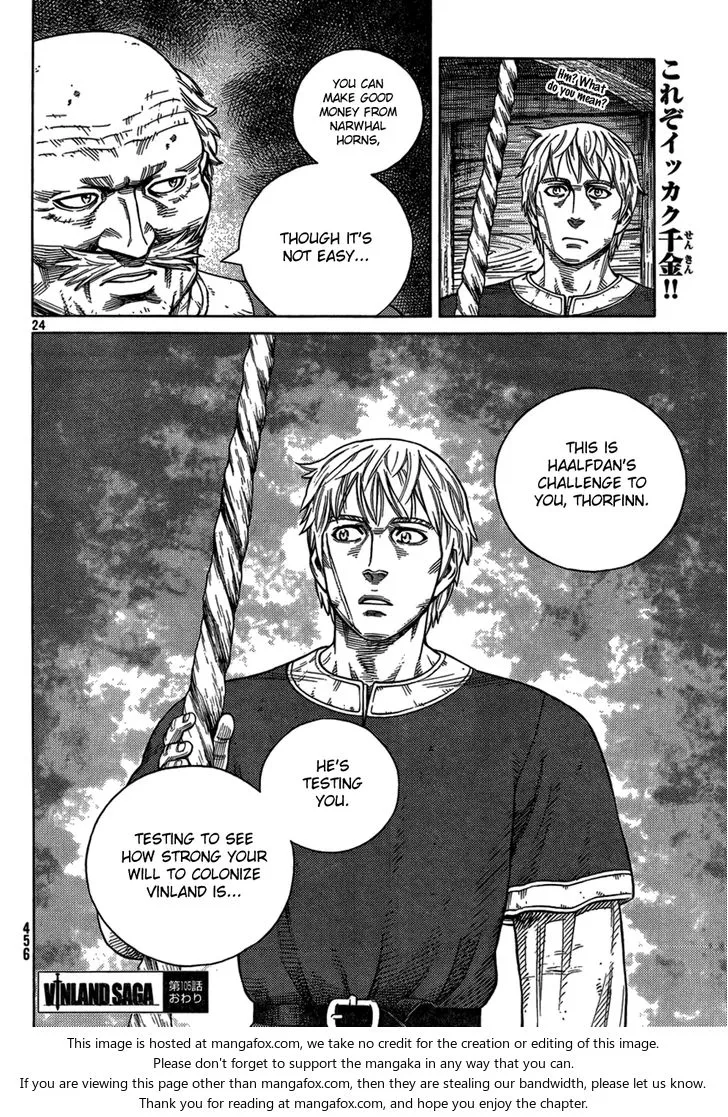 これぞイッカク千金!!
せんきん
Hm? What
do you mean?
YOU CAN
MAKE GOOD
MONEY FROM
NARWHAL
HORNS,
THOUGH IT'S
NOT EASY...
24
THIS IS
HAALFDAN'S
CHALLENGE TO
YOU, THORFINN.
HE'S
TESTING
YOU.
TESTING TO SEE
HOW STRONG YOUR
WILL TO COLONIZE
VINLAND IS...
456
VINLAND SAGA
第105話
おわり
This image is hosted at mangafox.com, we take no credit for the creation or editing of this image.
Please don't forget to support the mangaka in any way that you can.
If you are viewing this page other than mangafox.com, then they are stealing our bandwidth, please let us know.
Thank you for reading at mangafox.com, and hope you enjoy the chapter.